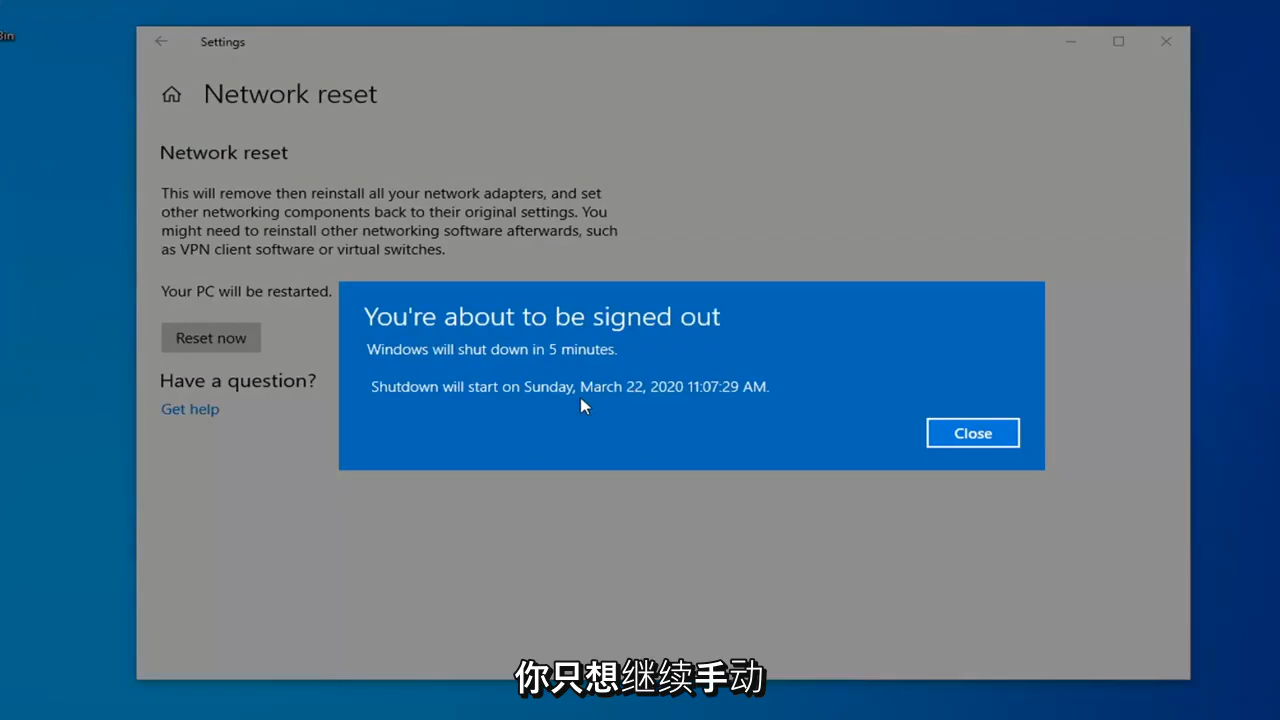 Bin
Settings
Network reset
Network reset
This will remove then reinstall all your network adapters, and set
other networking components back to their original settings. You
might need to reinstall other networking software afterwards, such
as VPN client software or virtual switches.
Your PC will be restarted.
Reset now
Have a question?
Get help
You're about to be signed out
Windows will shut down in 5 minutes.
Shutdown will start on Sunday, March 22, 2020 11:07:29 AM.
Close
你只想继续手动